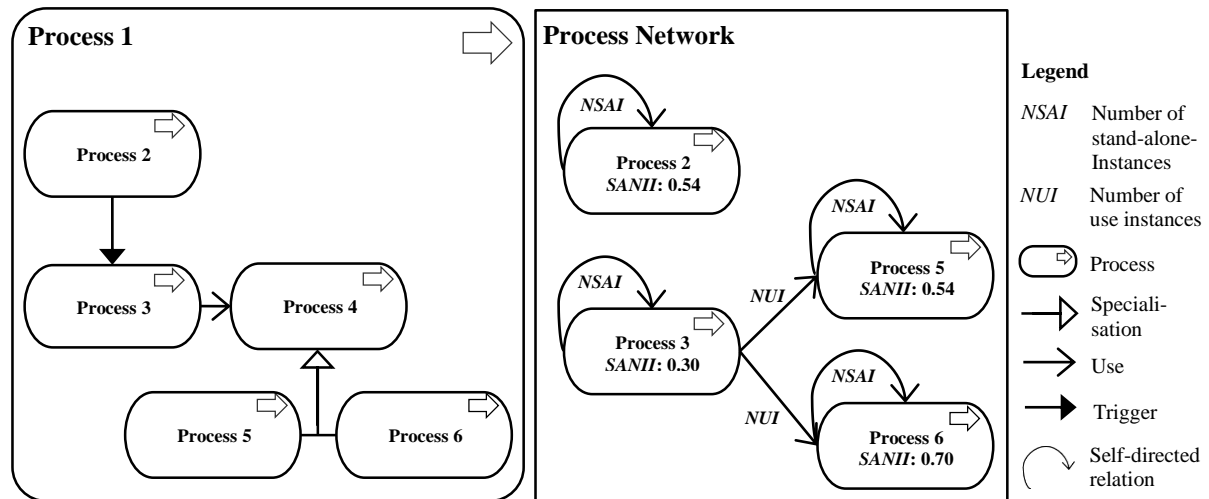 Process 1
Process 2
Process 3
Process 4
Process 5
Process 6
Process Network
NSAI
Process 2
SANII: 0.54
NSAI
Process 5
SANII: 0.54
NSAI
Process 3
SANII: 0.30
NUI
NUI
NSAI
Process 6
SANII: 0.70
Legend
NSAI Number of
stand-alone-
Instances
NUI Number of
use instances
Process
Speciali-
sation
Use
Trigger
Self-directed
relation